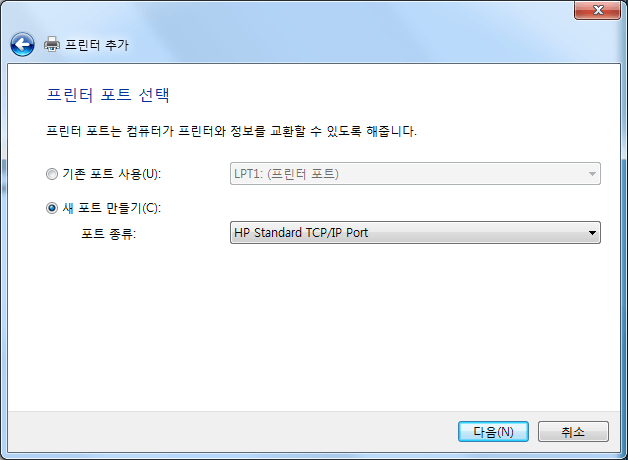 프린터 추가
프린터 포트 선택
프린터 포트는 컴퓨터가 프린터와 정보를 교환할 수 있도록 해줍니다.
기존 포트 사용(U): LPT1: (프린터 포트)
새 포트 만들기(C):
포트 종류: HP Standard TCP/IP Port
다음(N) 취소